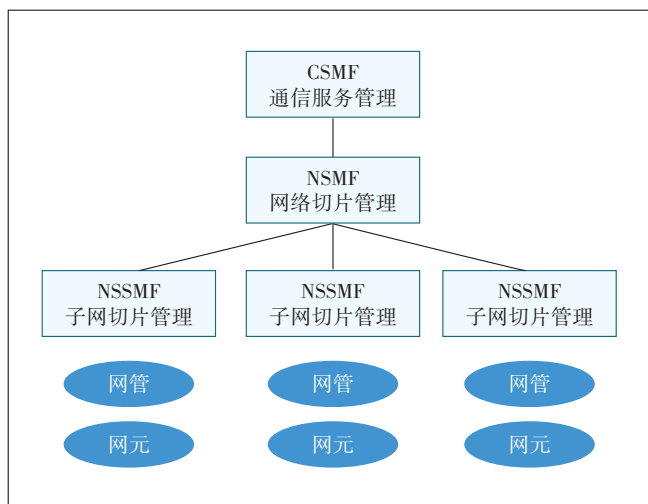 CSMF
通信服务管理
NSMF
网络切片管理
NSSMF
子网切片管理
NSSMF
子网切片管理
NSSMF
子网切片管理
网管
网管
网管
网元
网元
网元